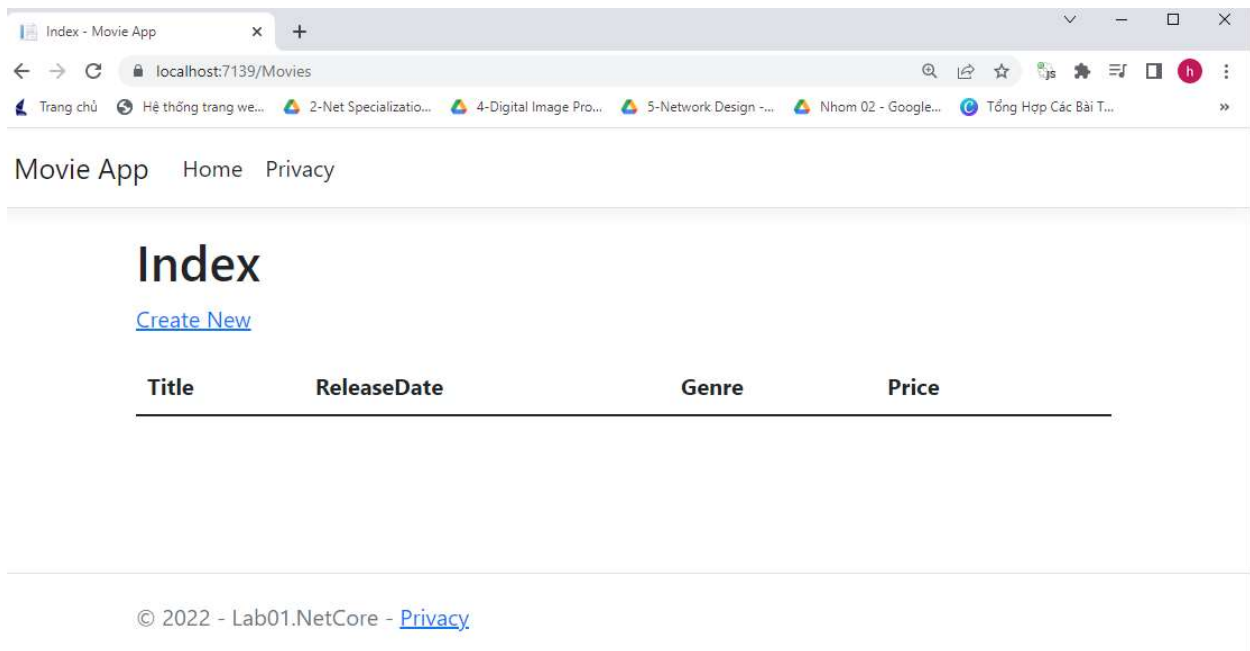 Index - Movie App
localhost:7139/Movies
js h
Trang chủ Hệ thống trang we... 2-Net Specializatio... 4-Digital Image Pro... 5-Network Design -... Nhom 02 - Google... Tổng Hợp Các Bài T... »
Movie App Home Privacy
Index
Create New
Title ReleaseDate Genre Price
© 2022 - Lab01.NetCore - Privacy